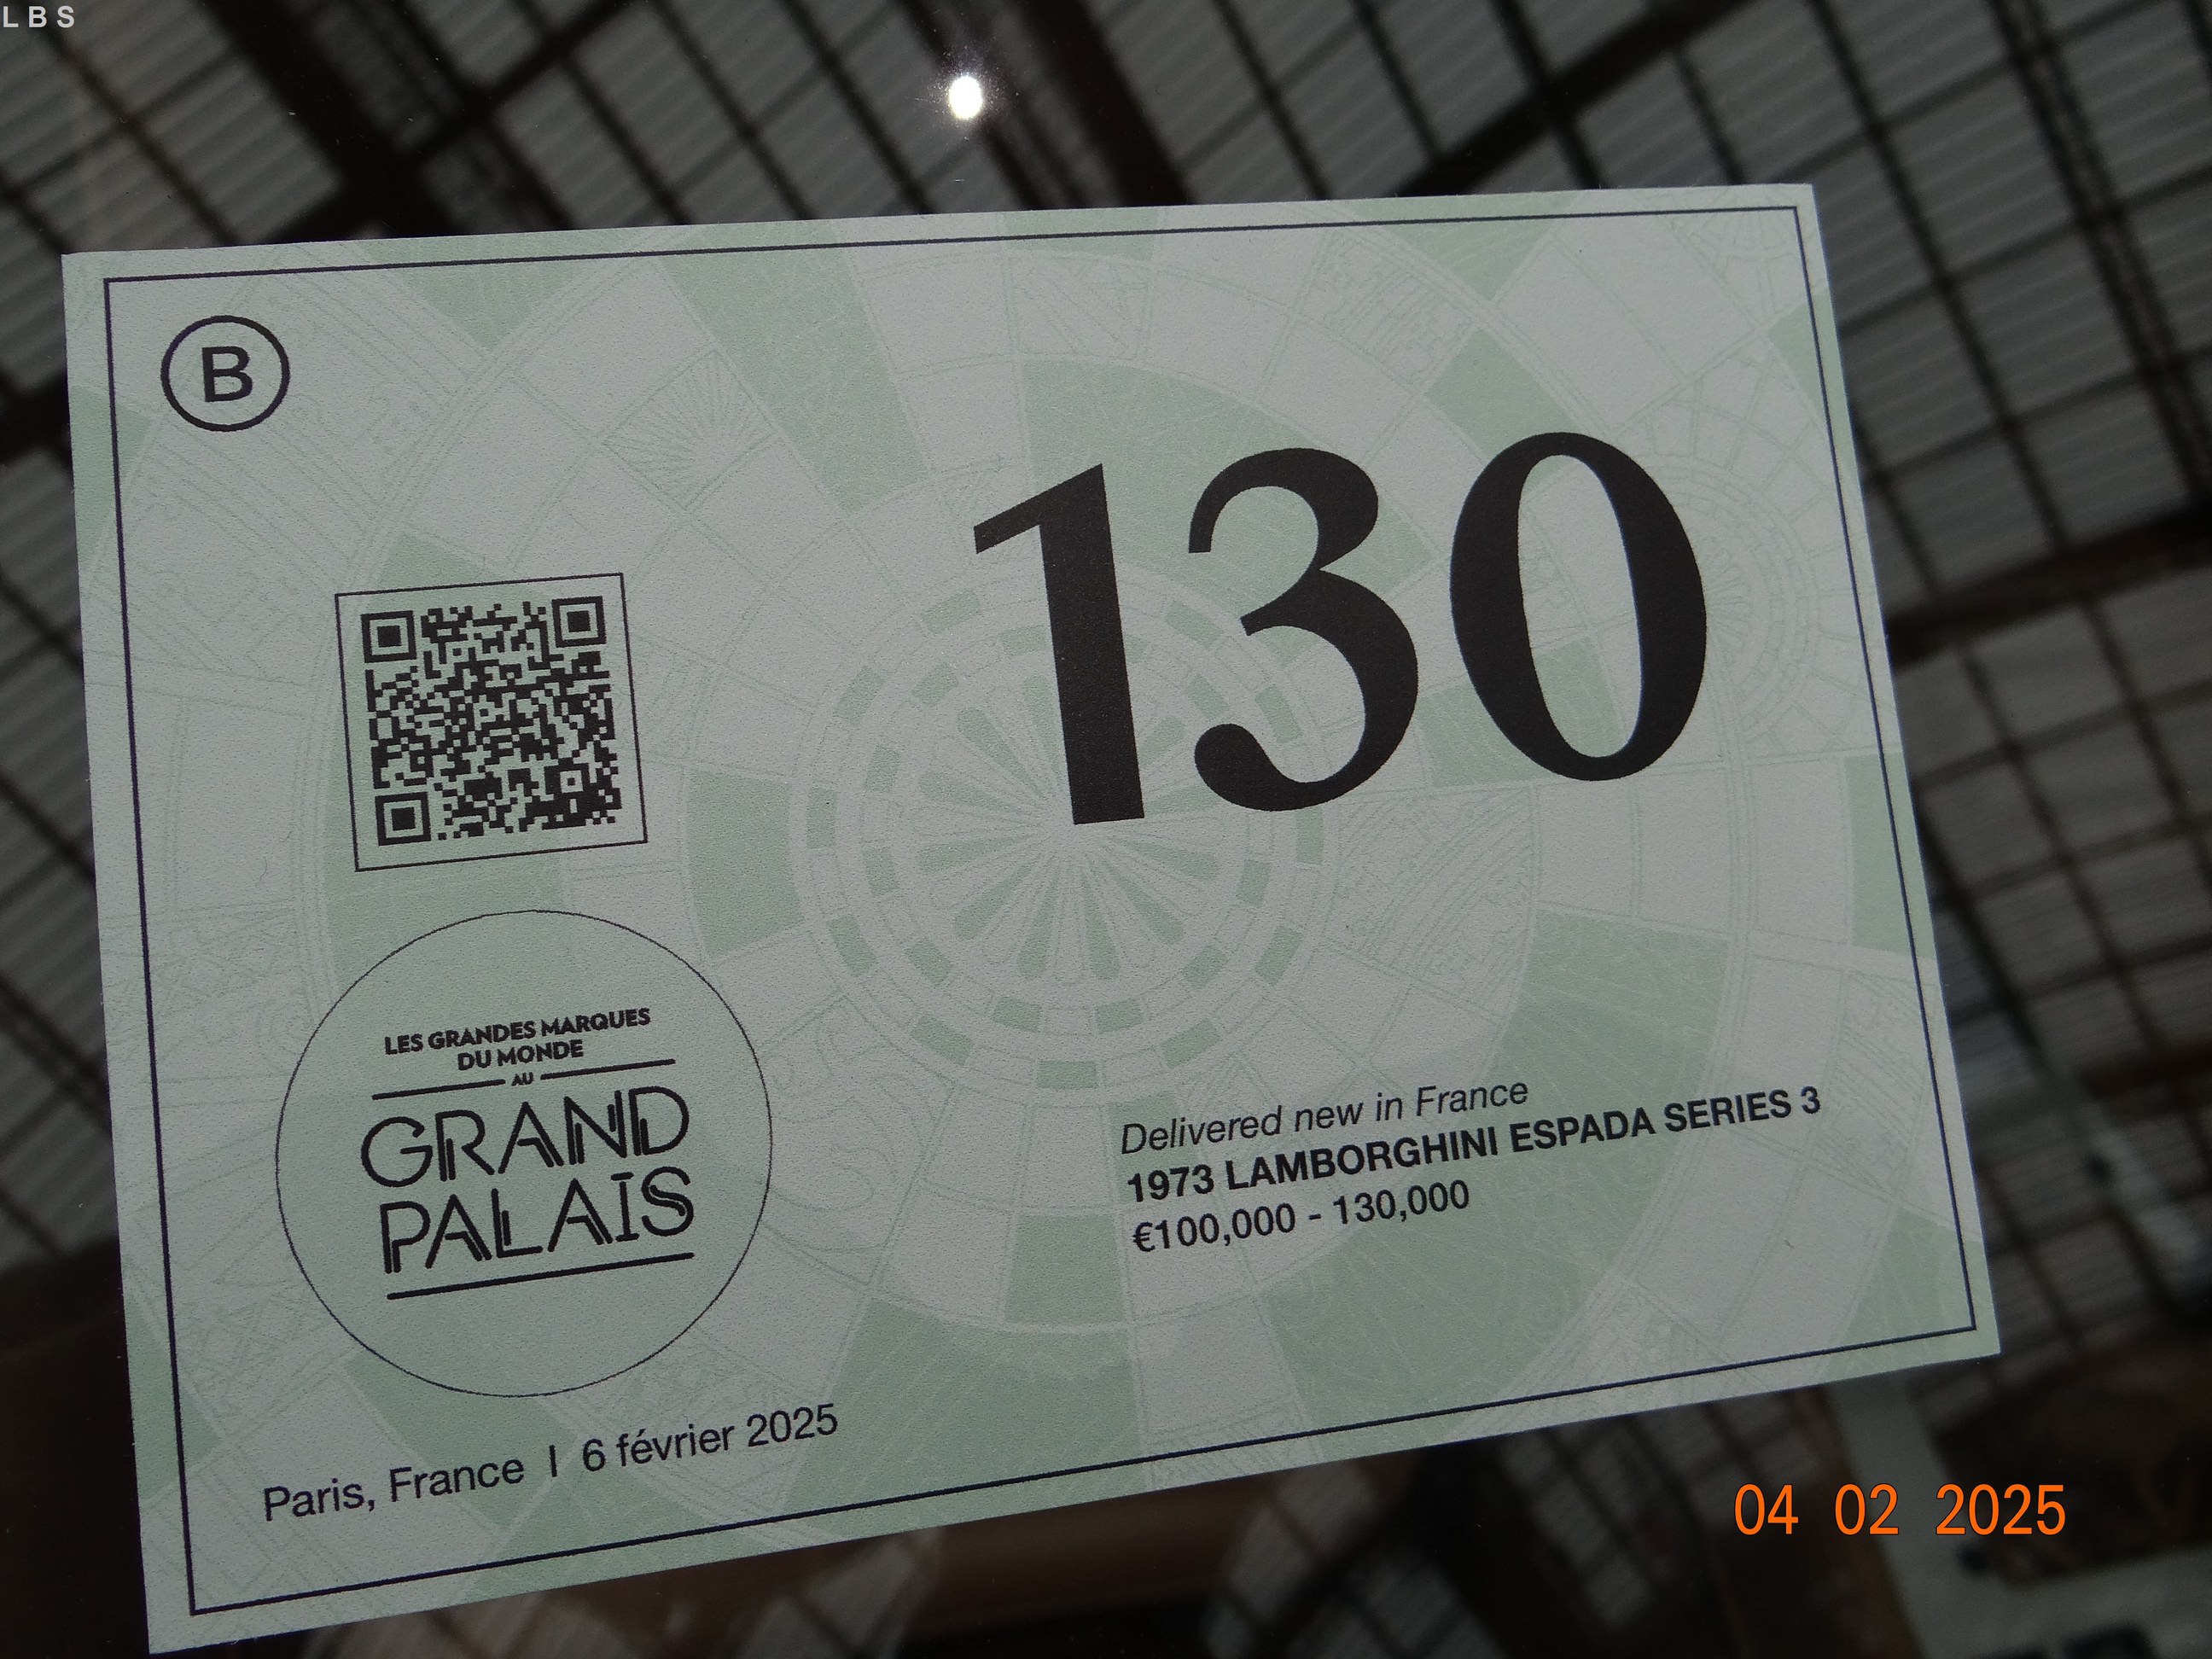 L B S
B
130
LES GRANDES MARQUES
DU MONDE
AU
GRAND
PALAIS
Delivered new in France
1973 LAMBORGHINI ESPADA SERIES 3
€100,000 - 130,000
Paris, France I 6 février 2025
04 02 2025